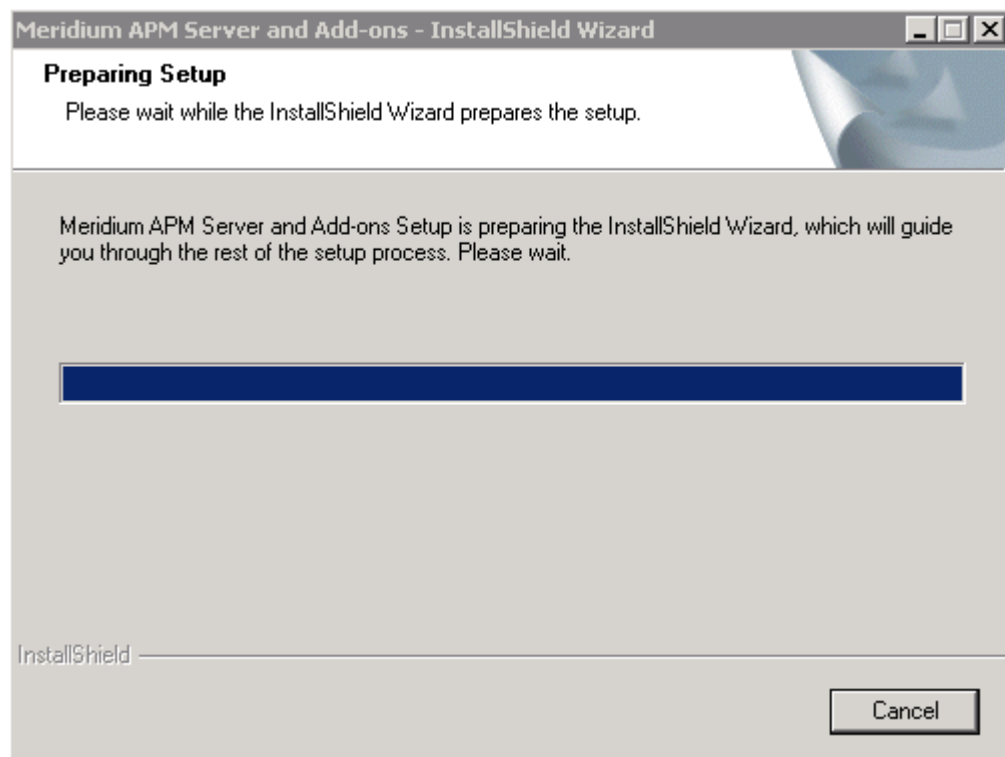 Meridium APM Server and Add-ons - InstallShield Wizard
Preparing Setup
Please wait while the InstallShield Wizard prepares the setup.
Meridium APM Server and Add-ons Setup is preparing the InstallShield Wizard, which will guide
you through the rest of the setup process. Please wait.
InstallShield
Cancel